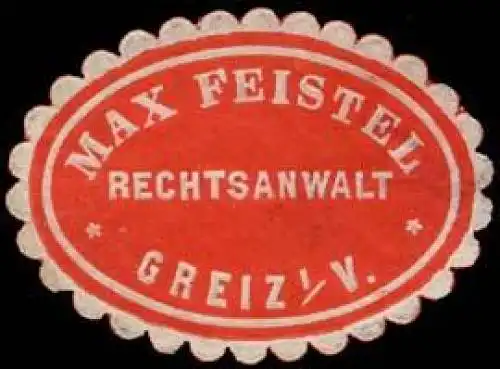 MAX FEISTEL
RECHTSANWALT
* GREIZ I/V. *